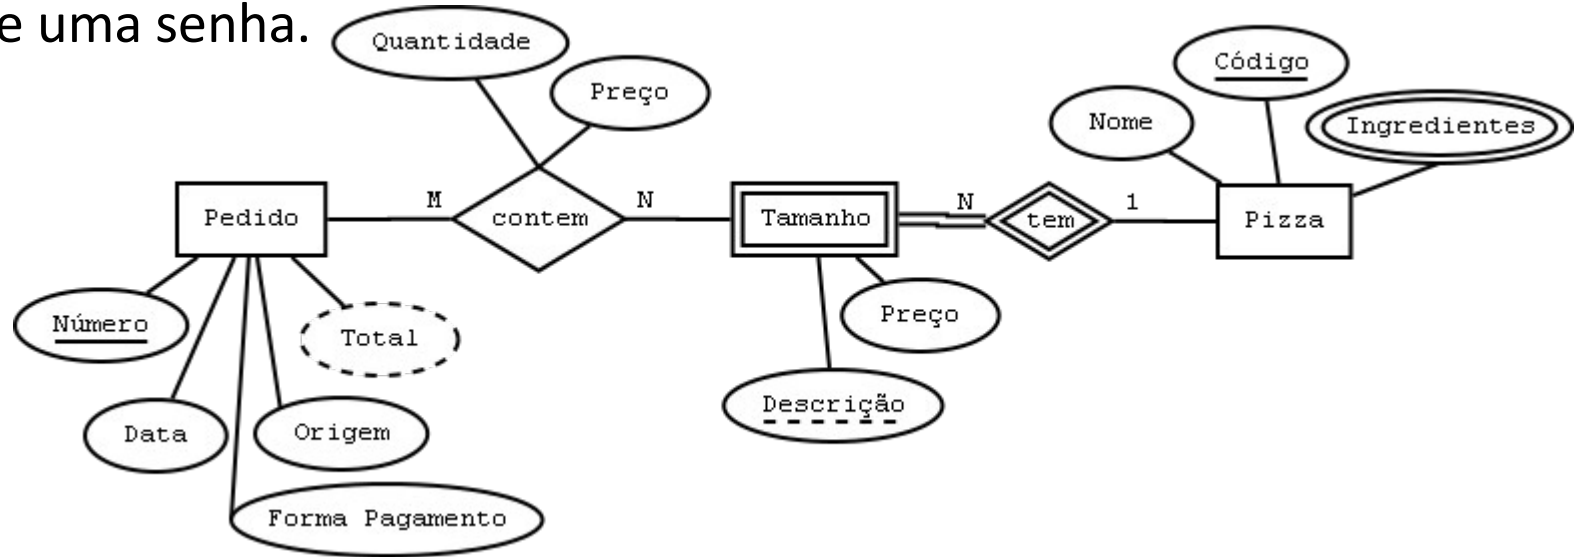 e uma senha.
Quantidade
Preço
Código
Nome
Ingredientes
Pedido
M
contem
N
Tamanho
N
tem
1
Pizza
Número
Total
Preço
Descrição
Data
Origem
Forma Pagamento